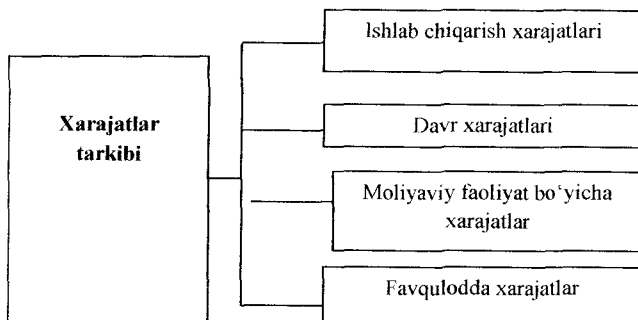 Xarajatlar
tarkibi
Ishlab chiqarish xarajatlari
Davr xarajatlari
Moliyaviy faoliyat bo‘yicha
xarajatlar
Favqulodda xarajatlar